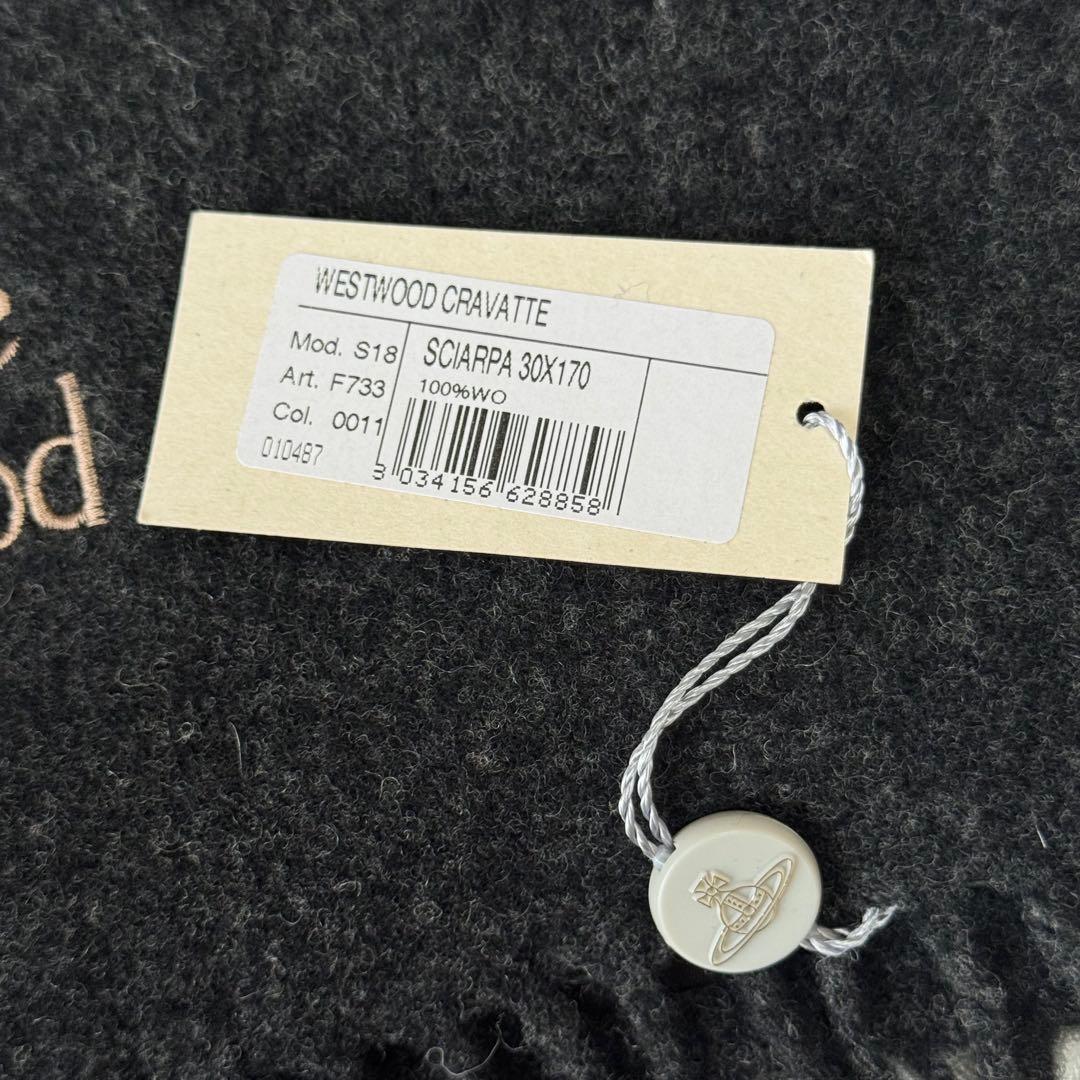 WESTWOOD CRAVATTE
Mod. S18
Art. F733
Col. 0011
010487
SCIARPA 30X170
100%WO
3 034156 628858
od